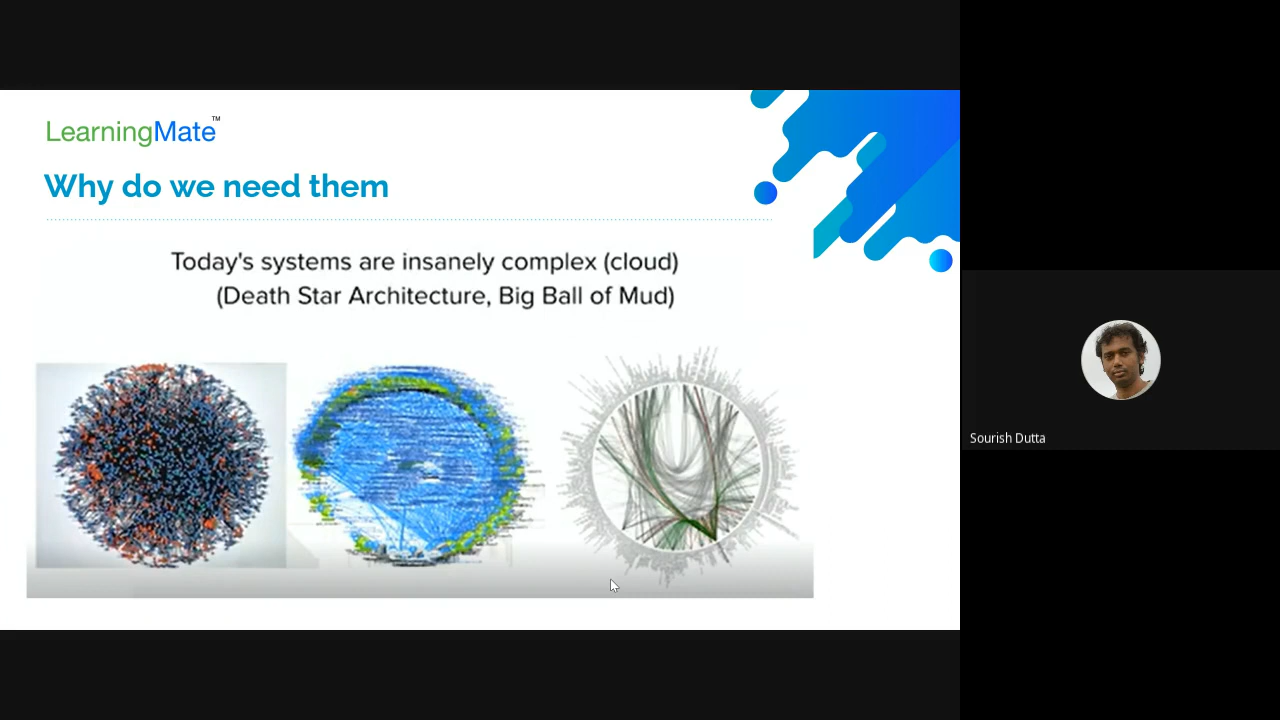 LearningMate™
Why do we need them
Today's systems are insanely complex (cloud)
(Death Star Architecture, Big Ball of Mud)
Sourish Dutta